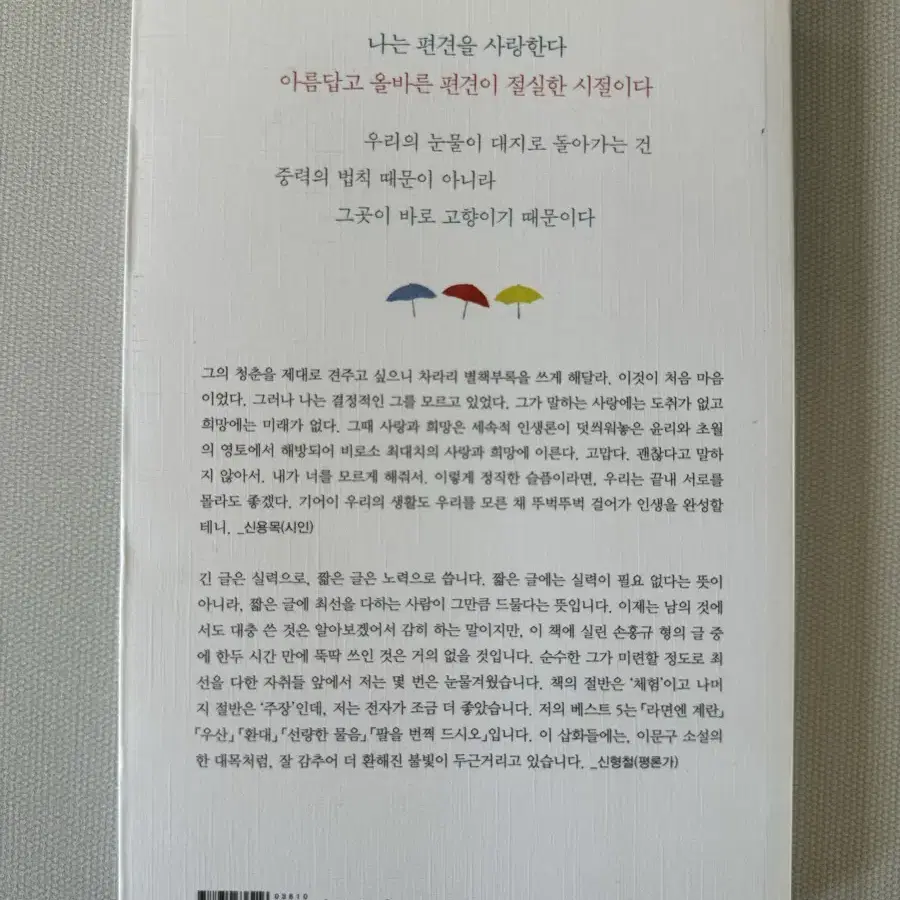 나는 편견을 사랑한다
아름답고 올바른 편견이 절실한 시절이다
우리의 눈물이 대지로 돌아가는 건
중력의 법칙 때문이 아니라
그곳이 바로 고향이기 때문이다
그의 청춘을 제대로 견주고 싶으니 차라리 별책부록을 쓰게 해달라. 이것이 처음 마음
이었다. 그러나 나는 결정적인 그를 모르고 있었다. 그가 말하는 사랑에는 도취가 없고
희망에는 미래가 없다. 그때 사랑과 희망은 세속적 인생론이 덧씌워놓은 윤리와 초월
의 영토에서 해방되어 비로소 최대치의 사랑과 희망에 이른다. 고맙다. 괜찮다고 말하
지 않아서. 내가 너를 모르게 해줘서. 이렇게 정직한 슬픔이라면, 우리는 끝내 서로를
몰라도 좋겠다. 기어이 우리의 생활도 우리를 모른 채 뚜벅뚜벅 걸어가 인생을 완성할
테니. _신용목(시인)
긴 글은 실력으로, 짧은 글은 노력으로 씁니다. 짧은 글에는 실력이 필요 없다는 뜻이
아니라, 짧은 글에 최선을 다하는 사람이 그만큼 드물다는 뜻입니다. 이제는 남의 것에
서도 대충 쓴 것은 알아보겠어서 감히 하는 말이지만, 이 책에 실린 손홍규 형의 글 중
에 한두 시간 만에 뚝딱 쓰인 것은 거의 없을 것입니다. 순수한 그가 미련할 정도로 최
선을 다한 자취들 앞에서 저는 몇 번은 눈물겨웠습니다. 책의 절반은 '체험'이고 나머
지 절반은 '주장'인데, 저는 전자가 조금 더 좋았습니다. 저의 베스트 5는 「라면엔 계란」
「우산」 「환대」 「선량한 물음」 「팔을 번쩍 드시오」입니다. 이 삽화들에는, 이문구 소설의
한 대목처럼, 잘 감추어 더 환해진 불빛이 두근거리고 있습니다. _신형철(평론가)
03810